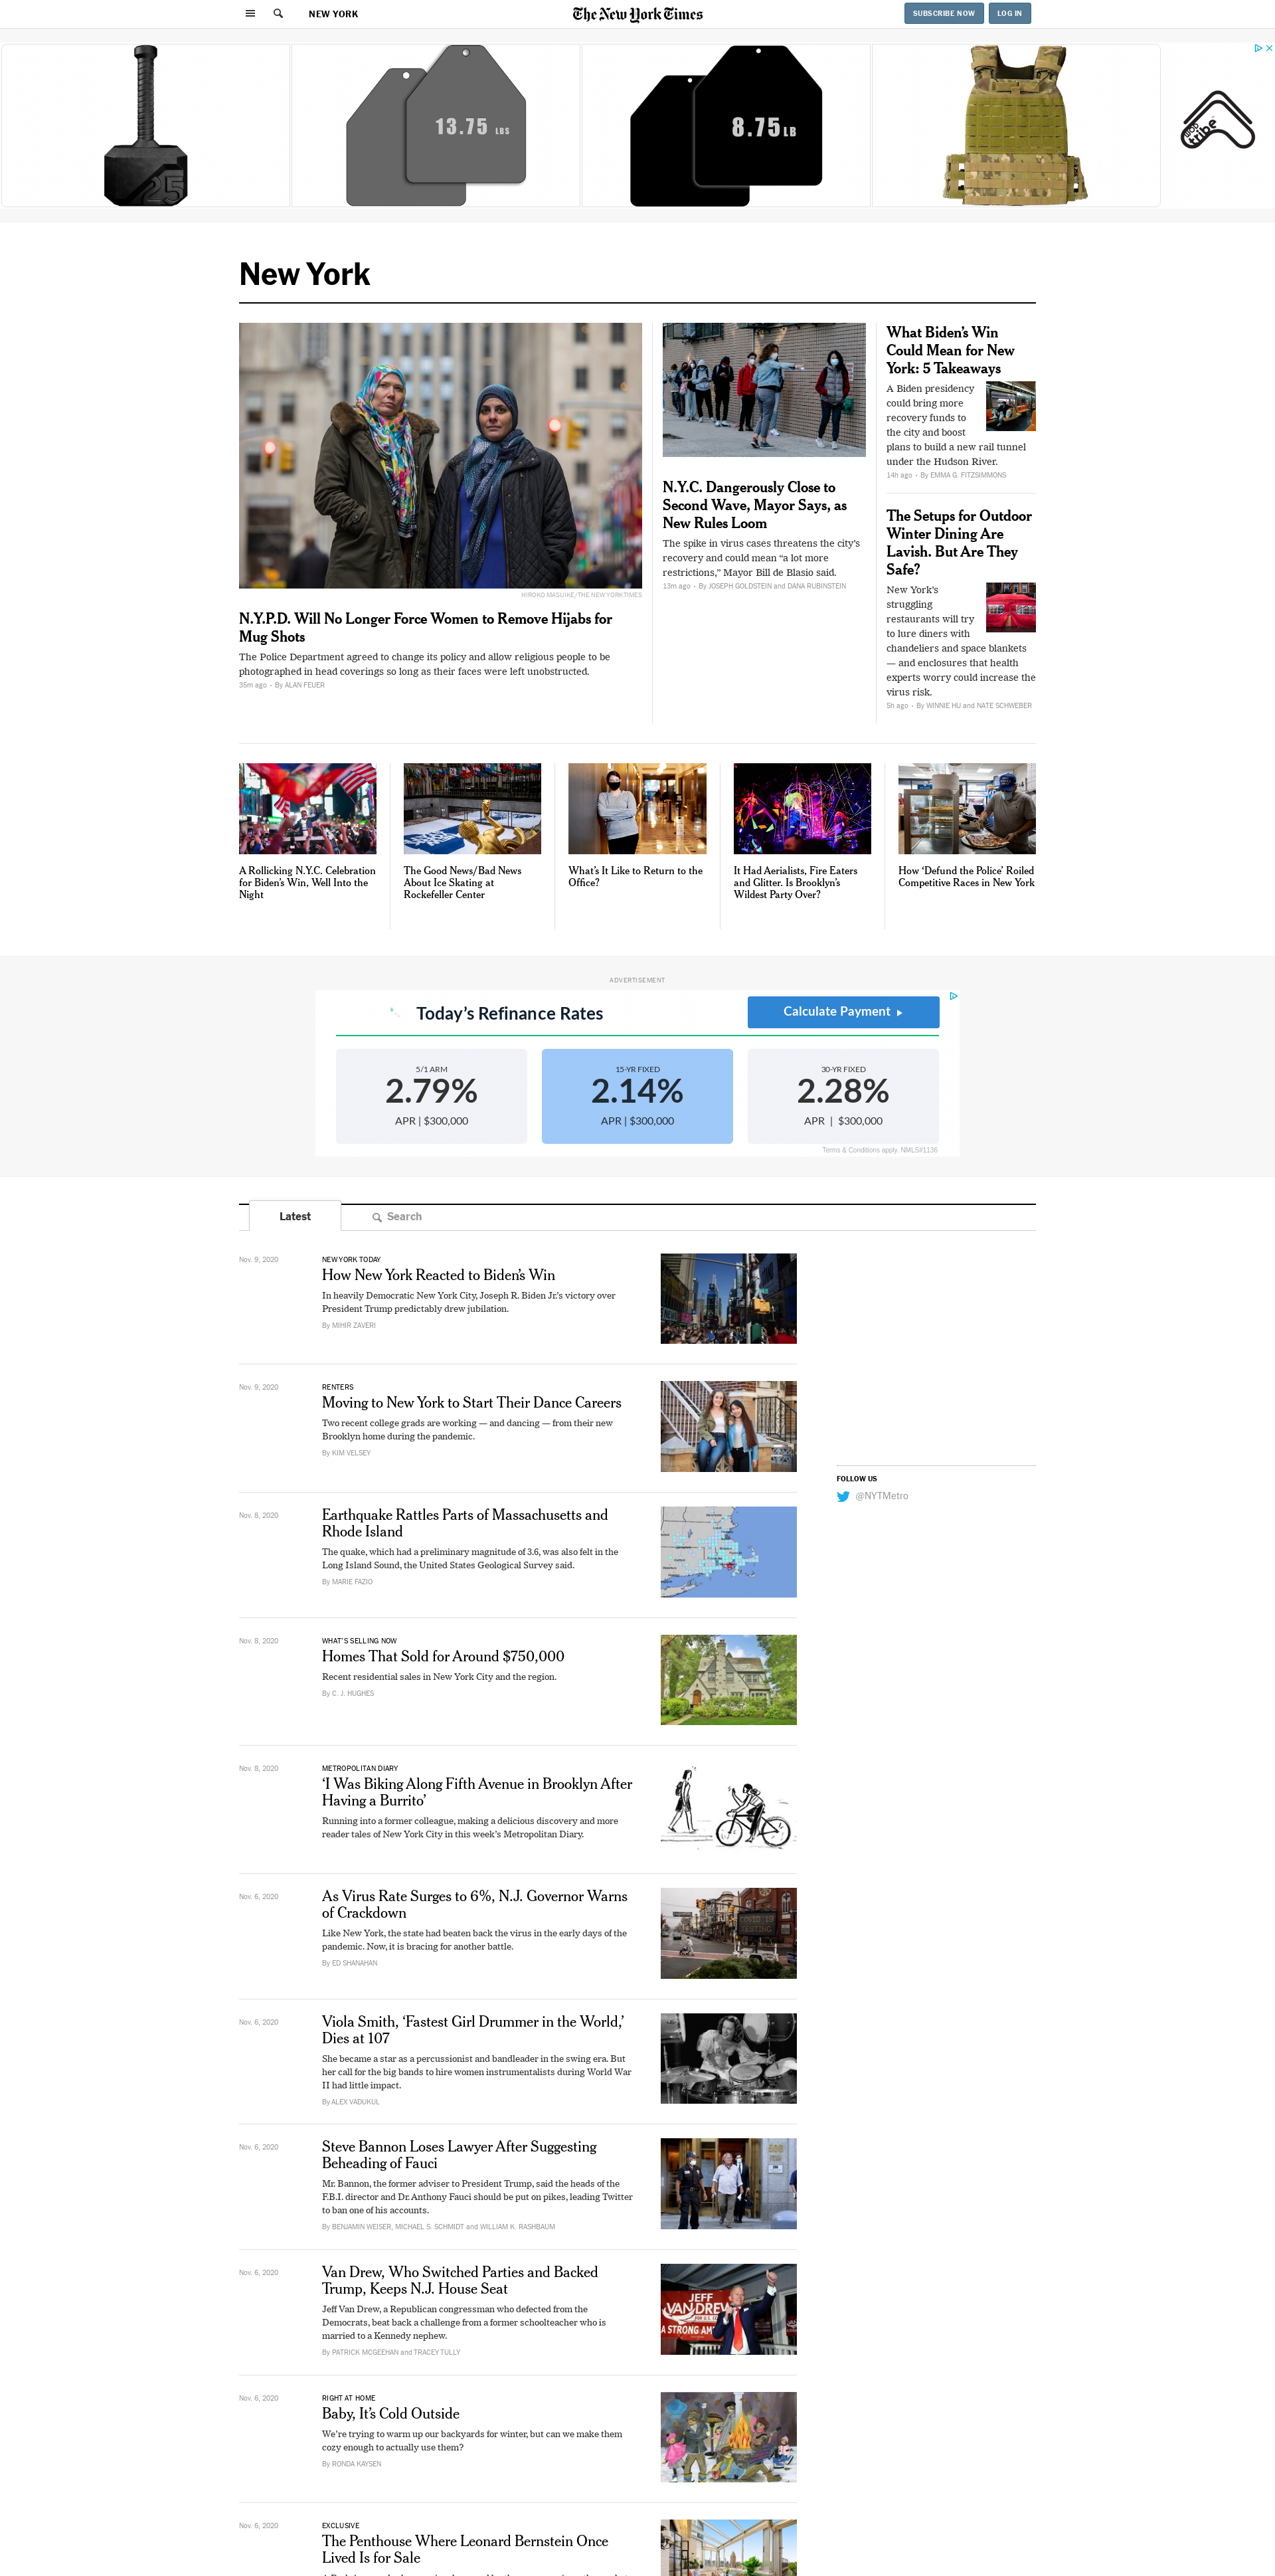 NEW YORK
The New York Times
SUBSCRIBE NOW
LOG IN
25
13.75 LBS
8.75LB
tribe
New York
HIROKO MASUIKE/THE NEW YORK TIMES
N.Y.P.D. Will No Longer Force Women to Remove Hijabs for
Mug Shots
The Police Department agreed to change its policy and allow religious people to be
photographed in head coverings so long as their faces were left unobstructed.
35m ago • By ALAN FEUER
N.Y.C. Dangerously Close to
Second Wave, Mayor Says, as
New Rules Loom
The spike in virus cases threatens the city’s
recovery and could mean “a lot more
restrictions,” Mayor Bill de Blasio said.
13m ago • By JOSEPH GOLDSTEIN and DANA RUBINSTEIN
What Biden’s Win
Could Mean for New
York: 5 Takeaways
A Biden presidency
could bring more
recovery funds to
the city and boost
plans to build a new rail tunnel
under the Hudson River.
14h ago • By EMMA G. FITZSIMMONS
The Setups for Outdoor
Winter Dining Are
Lavish. But Are They
Safe?
New York’s
struggling
restaurants will try
to lure diners with
chandeliers and space blankets
— and enclosures that health
experts worry could increase the
virus risk.
5h ago • By WINNIE HU and NATE SCHWEBER
A Rollicking N.Y.C. Celebration
for Biden’s Win, Well Into the
Night
The Good News/Bad News
About Ice Skating at
Rockefeller Center
What’s It Like to Return to the
Office?
It Had Aerialists, Fire Eaters
and Glitter. Is Brooklyn’s
Wildest Party Over?
How ‘Defund the Police’ Roiled
Competitive Races in New York
ADVERTISEMENT
Today’s Refinance Rates
Calculate Payment
5/1 ARM
2.79%
APR | $300,000
15-YR FIXED
2.14%
APR | $300,000
30-YR FIXED
2.28%
APR | $300,000
Terms & Conditions apply. NMLS#1136
Latest
Search
Nov. 9, 2020
NEW YORK TODAY
How New York Reacted to Biden’s Win
In heavily Democratic New York City, Joseph R. Biden Jr.’s victory over
President Trump predictably drew jubilation.
By MIHIR ZAVERI
Nov. 9, 2020
RENTERS
Moving to New York to Start Their Dance Careers
Two recent college grads are working — and dancing — from their new
Brooklyn home during the pandemic.
By KIM VELSEY
FOLLOW US
@NYTMetro
Nov. 8, 2020
Earthquake Rattles Parts of Massachusetts and
Rhode Island
The quake, which had a preliminary magnitude of 3.6, was also felt in the
Long Island Sound, the United States Geological Survey said.
By MARIE FAZIO
Nov. 8, 2020
WHAT’S SELLING NOW
Homes That Sold for Around $750,000
Recent residential sales in New York City and the region.
By C. J. HUGHES
Nov. 8, 2020
METROPOLITAN DIARY
‘I Was Biking Along Fifth Avenue in Brooklyn After
Having a Burrito’
Running into a former colleague, making a delicious discovery and more
reader tales of New York City in this week’s Metropolitan Diary.
Nov. 6, 2020
As Virus Rate Surges to 6%, N.J. Governor Warns
of Crackdown
Like New York, the state had beaten back the virus in the early days of the
pandemic. Now, it is bracing for another battle.
By ED SHANAHAN
COVID 19
TESTING
Nov. 6, 2020
Viola Smith, ‘Fastest Girl Drummer in the World,’
Dies at 107
She became a star as a percussionist and bandleader in the swing era. But
her call for the big bands to hire women instrumentalists during World War
II had little impact.
By ALEX VADUKUL
Nov. 6, 2020
Steve Bannon Loses Lawyer After Suggesting
Beheading of Fauci
Mr. Bannon, the former adviser to President Trump, said the heads of the
F.B.I. director and Dr. Anthony Fauci should be put on pikes, leading Twitter
to ban one of his accounts.
By BENJAMIN WEISER, MICHAEL S. SCHMIDT and WILLIAM K. RASHBAUM
500
Nov. 6, 2020
Van Drew, Who Switched Parties and Backed
Trump, Keeps N.J. House Seat
Jeff Van Drew, a Republican congressman who defected from the
Democrats, beat back a challenge from a former schoolteacher who is
married to a Kennedy nephew.
By PATRICK MCGEEHAN and TRACEY TULLY
JEFF
VAN DREW
A STRONG
Nov. 6, 2020
RIGHT AT HOME
Baby, It’s Cold Outside
We’re trying to warm up our backyards for winter, but can we make them
cozy enough to actually use them?
By RONDA KAYSEN
Nov. 6, 2020
EXCLUSIVE
The Penthouse Where Leonard Bernstein Once
Lived Is for Sale